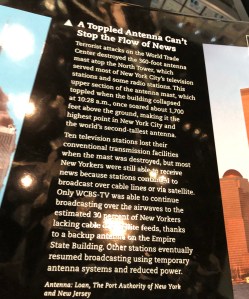 A Toppled Antenna Can't
Stop the Flow of News
Terrorist attacks on the World Trade
Center destroyed the 360-foot antenna
mast atop the North Tower, which
served most of New York City's television
stations and some radio stations. This
upper section of the antenna mast, which
toppled when the building collapsed
at 10:28 a.m., once soared about 1,700
feet above the ground, making it the
highest point in New York City and
the world's second-tallest antenna.
Ten television stations lost their
conventional transmission facilities
when the mast was destroyed, but most
New Yorkers were still able to receive
news because stations continued to
broadcast over cable lines or via satellite.
Only WCBS-TV was able to continue
broadcasting over the airwaves to the
estimated 30 percent of New Yorkers
lacking cable feeds, thanks
to a backup antenna on the Empire
State Building. Other stations eventually
resumed broadcasting using temporary
antenna systems and reduced power.
Antenna: Loan, The Port Authority of New York
and New Jersey